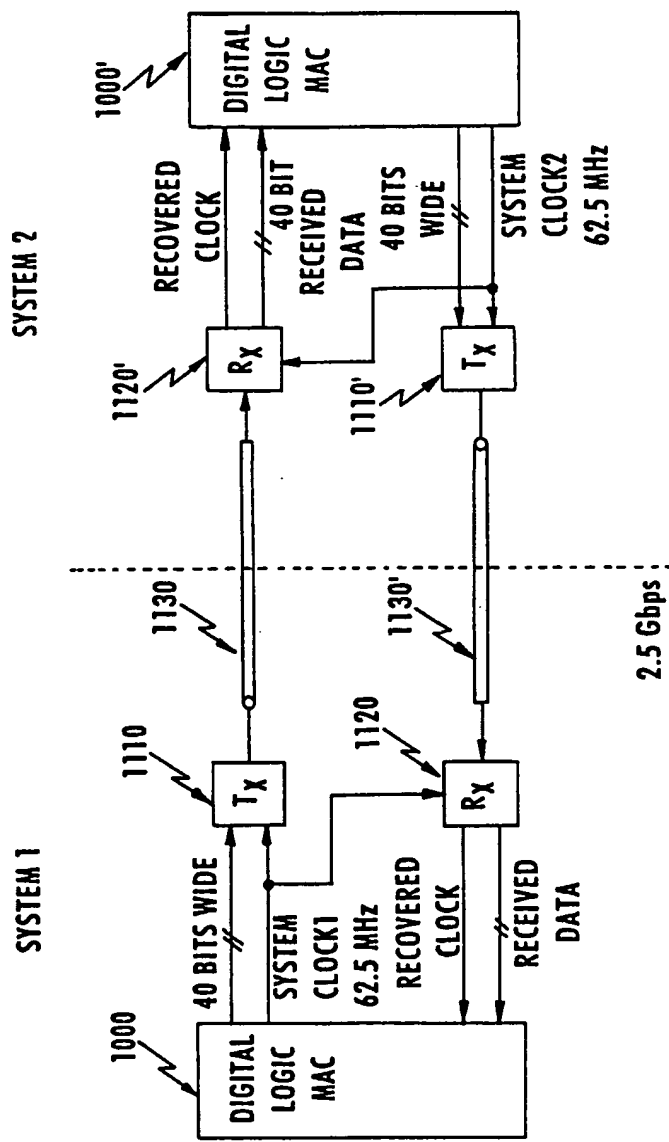 SYSTEM 1
SYSTEM 2
1000
DIGITAL
LOGIC
MAC
40 BITS WIDE
SYSTEM
CLOCK1
62.5 MHz
RECOVERED
CLOCK
RECEIVED
DATA
1110
TX
1120
RX
1130
1130'
2.5 Gbps
1120'
RX
1110'
TX
RECOVERED
CLOCK
40 BIT
RECEIVED
DATA
40 BITS
WIDE
SYSTEM
CLOCK2
62.5 MHz
1000'
DIGITAL
LOGIC
MAC